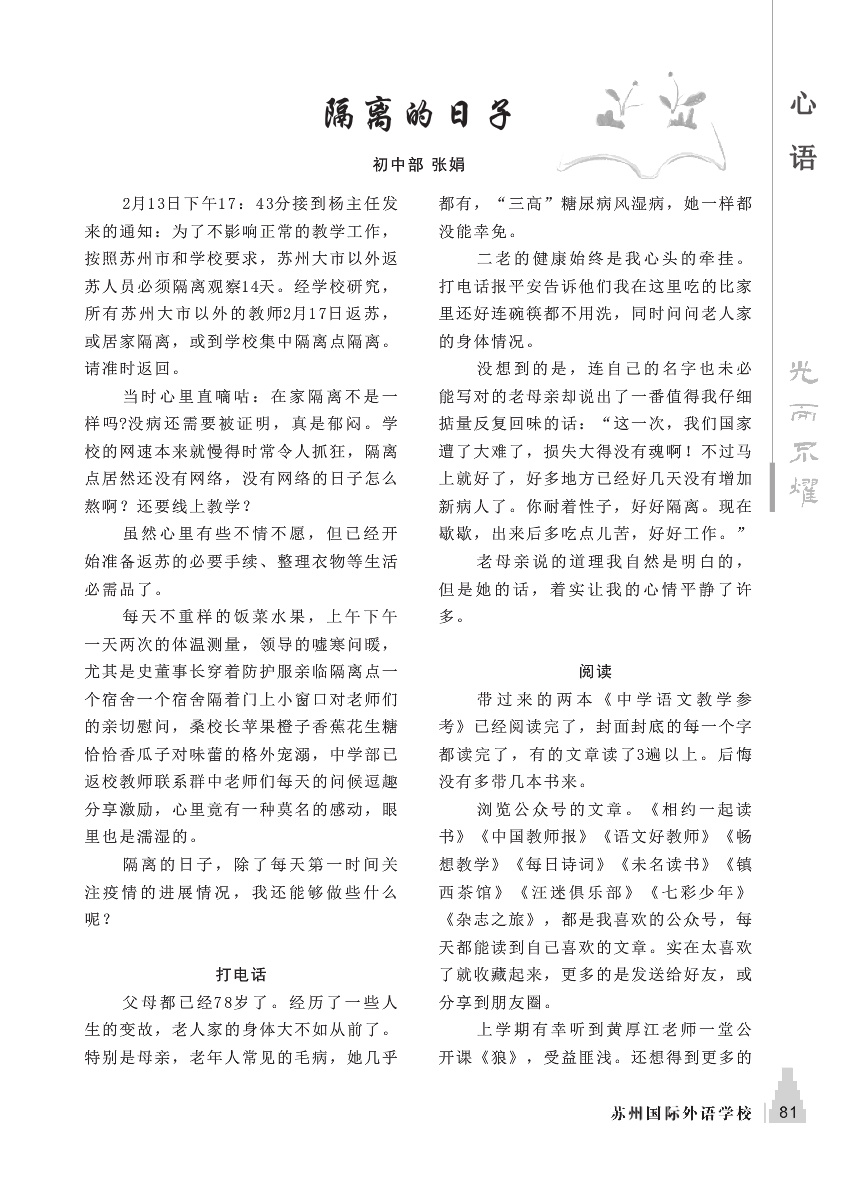 隔离的日子
初中部 张娟
2月13日下午17：43分接到杨主任发
来的通知：为了不影响正常的教学工作，
按照苏州市和学校要求，苏州大市以外返
苏人员必须隔离观察14天。经学校研究，
所有苏州大市以外的教师2月17日返苏，
或居家隔离，或到学校集中隔离点隔离。
请准时返回。
当时心里直嘀咕：在家隔离不是一
样吗?没病还需要被证明，真是郁闷。学
校的网速本来就慢得时常令人抓狂，隔离
点居然还没有网络，没有网络的日子怎么
熬啊？还要线上教学？
虽然心里有些不情不愿，但已经开
始准备返苏的必要手续、整理衣物等生活
必需品了。
每天不重样的饭菜水果，上午下午
一天两次的体温测量，领导的嘘寒问暖，
尤其是史董事长穿着防护服亲临隔离点一
个宿舍一个宿舍隔着门上小窗口对老师们
的亲切慰问，桑校长苹果橙子香蕉花生糖
恰恰香瓜子对味蕾的格外宠溺，中学部已
返校教师联系群中老师们每天的问候逗趣
分享激励，心里竟有一种莫名的感动，眼
里也是濡湿的。
隔离的日子，除了每天第一时间关
注疫情的进展情况，我还能够做些什么
呢？
打电话
父母都已经78岁了。经历了一些人
生的变故，老人家的身体大不如从前了。
特别是母亲，老年人常见的毛病，她几乎
都有，“三高”糖尿病风湿病，她一样都
没能幸免。
二老的健康始终是我心头的牵挂。
打电话报平安告诉他们我在这里吃的比家
里还好连碗筷都不用洗，同时问问老人家
的身体情况。
没想到的是，连自己的名字也未必
能写对的老母亲却说出了一番值得我仔细
掂量反复回味的话：“这一次，我们国家
遭了大难了，损失大得没有魂啊！不过马
上就好了，好多地方已经好几天没有增加
新病人了。你耐着性子，好好隔离。现在
歇歇，出来后多吃点儿苦，好好工作。”
老母亲说的道理我自然是明白的，
但是她的话，着实让我的心情平静了许
多。
阅读
带过来的两本《中学语文教学参
考》已经阅读完了，封面封底的每一个字
都读完了，有的文章读了3遍以上。后悔
没有多带几本书来。
浏览公众号的文章。《相约一起读
书》《中国教师报》《语文好教师》《畅
想教学》《每日诗词》《未名读书》《镇
西茶馆》《汪迷俱乐部》《七彩少年》
《杂志之旅》，都是我喜欢的公众号，每
天都能读到自己喜欢的文章。实在太喜欢
了就收藏起来，更多的是发送给好友，或
分享到朋友圈。
上学期有幸听到黄厚江老师一堂公
开课《狼》，受益匪浅。还想得到更多的
心语
光而不耀
苏州国际外语学校 81